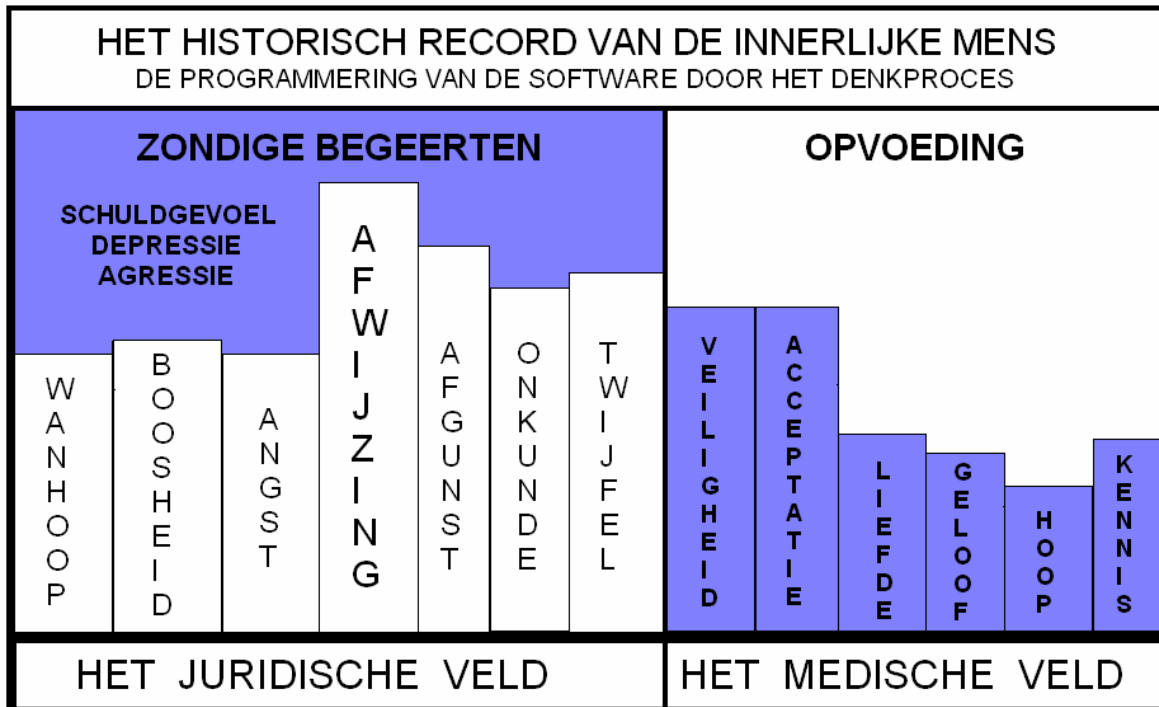 HET HISTORISCH RECORD VAN DE INNERLIJKE MENS
DE PROGRAMMERING VAN DE SOFTWARE DOOR HET DENKPROCES
ZONDIGE BEGEERTEN
SCHULDGEVOEL
DEPRESSIE
AGRESSIE
WANHOOP
BOOSHEID
ANGST
AFWIJZING
AFGUNST
ONKUNDE
TWIJFEL
OPVOEDING
VEILIGHEID
ACCEPTATIE
LIEFDE
GELOOF
HOOP
KENNIS
HET JURIDISCHE VELD
HET MEDISCHE VELD